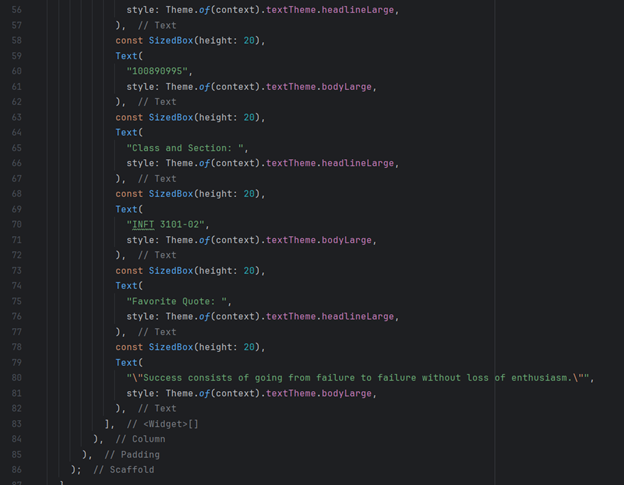 56 style: Theme.of(context).textTheme.headlineLarge,
57 ), // Text
58 const SizedBox(height: 20),
59 Text(
60 "100890995",
61 style: Theme.of(context).textTheme.bodyLarge,
62 ), // Text
63 const SizedBox(height: 20),
64 Text(
65 "Class and Section: ",
66 style: Theme.of(context).textTheme.headlineLarge,
67 ), // Text
68 const SizedBox(height: 20),
69 Text(
70 "INFT 3101-02",
71 style: Theme.of(context).textTheme.bodyLarge,
72 ), // Text
73 const SizedBox(height: 20),
74 Text(
75 "Favorite Quote: ",
76 style: Theme.of(context).textTheme.headlineLarge,
77 ), // Text
78 const SizedBox(height: 20),
79 Text(
80 "\"Success consists of going from failure to failure without loss of enthusiasm.\"",
81 style: Theme.of(context).textTheme.bodyLarge,
82 ), // Text
83 ], // <Widget>[]
84 ), // Column
85 ), // Padding
86 ); // Scaffold
87 }